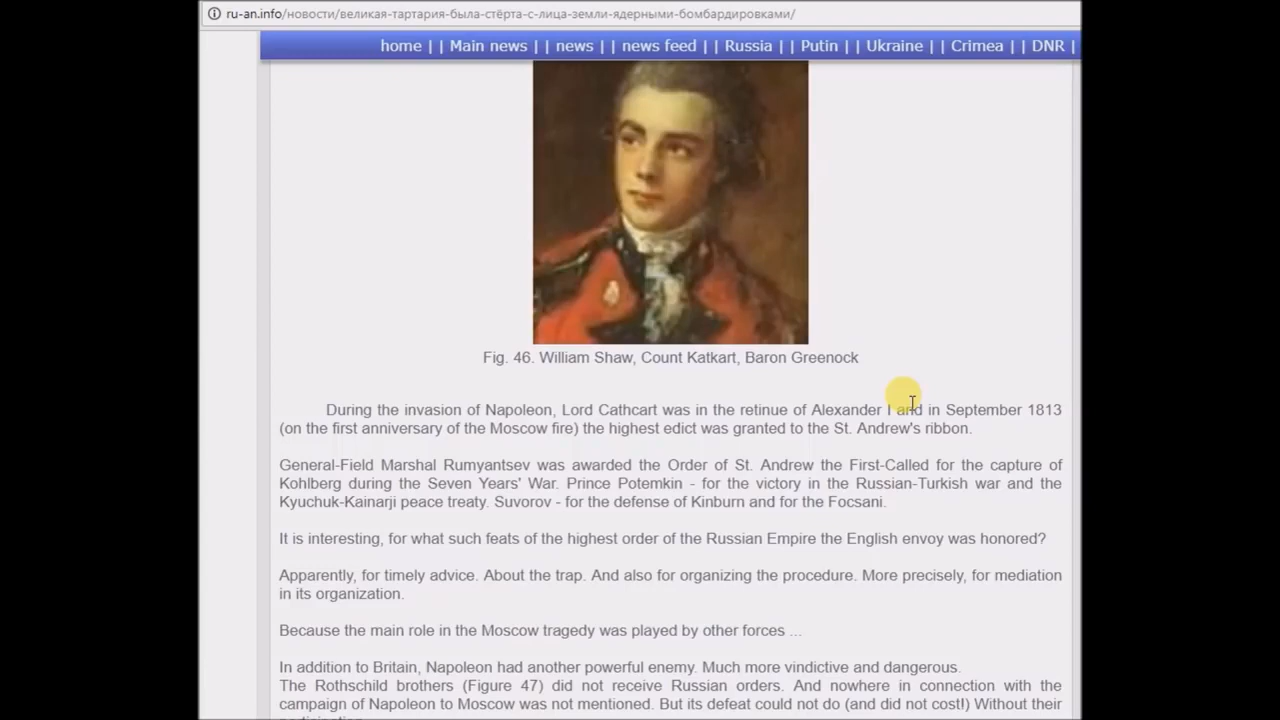 ru-an.info/новости/великая-тартария-была-стёрта-с-лица-земли-ядерными-бомбардировками/
home | | Main news | | news | | news feed | | Russia | | Putin | | Ukraine | | Crimea | | DNR |
Fig. 46. William Shaw, Count Katkart, Baron Greenock
During the invasion of Napoleon, Lord Cathcart was in the retinue of Alexander I and in September 1813
(on the first anniversary of the Moscow fire) the highest edict was granted to the St. Andrew's ribbon.
General-Field Marshal Rumyantsev was awarded the Order of St. Andrew the First-Called for the capture of
Kohlberg during the Seven Years' War. Prince Potemkin - for the victory in the Russian-Turkish war and the
Kyuchuk-Kainarji peace treaty. Suvorov - for the defense of Kinburn and for the Focsani.
It is interesting, for what such feats of the highest order of the Russian Empire the English envoy was honored?
Apparently, for timely advice. About the trap. And also for organizing the procedure. More precisely, for mediation
in its organization.
Because the main role in the Moscow tragedy was played by other forces ...
In addition to Britain, Napoleon had another powerful enemy. Much more vindictive and dangerous.
The Rothschild brothers (Figure 47) did not receive Russian orders. And nowhere in connection with the
campaign of Napoleon to Moscow was not mentioned. But its defeat could not do (and did not cost!) Without their